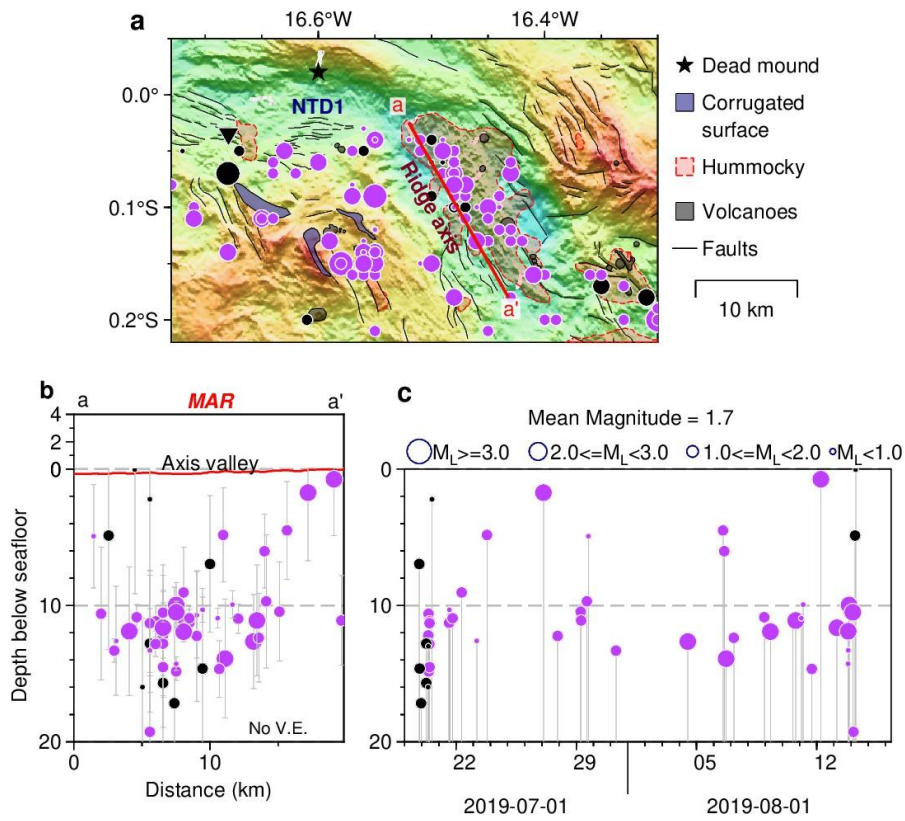 16.6°W
16.4°W
a
Dead mound
Corrugated
surface
Hummocky
Volcanoes
Faults
10 km
0.0°
0.1°S
0.2°S
NTD1
a
Ridge axis
a'
b
a
MAR
a'
4
2
0
10
20
Axis valley
No V.E.
Depth below seafloor
0
10
Distance (km)
c
Mean Magnitude = 1.7
M_L>=3.0
2.0<=M_L<3.0
1.0<=M_L<2.0
M_L<1.0
0
10
20
22
29
05
12
2019-07-01
2019-08-01